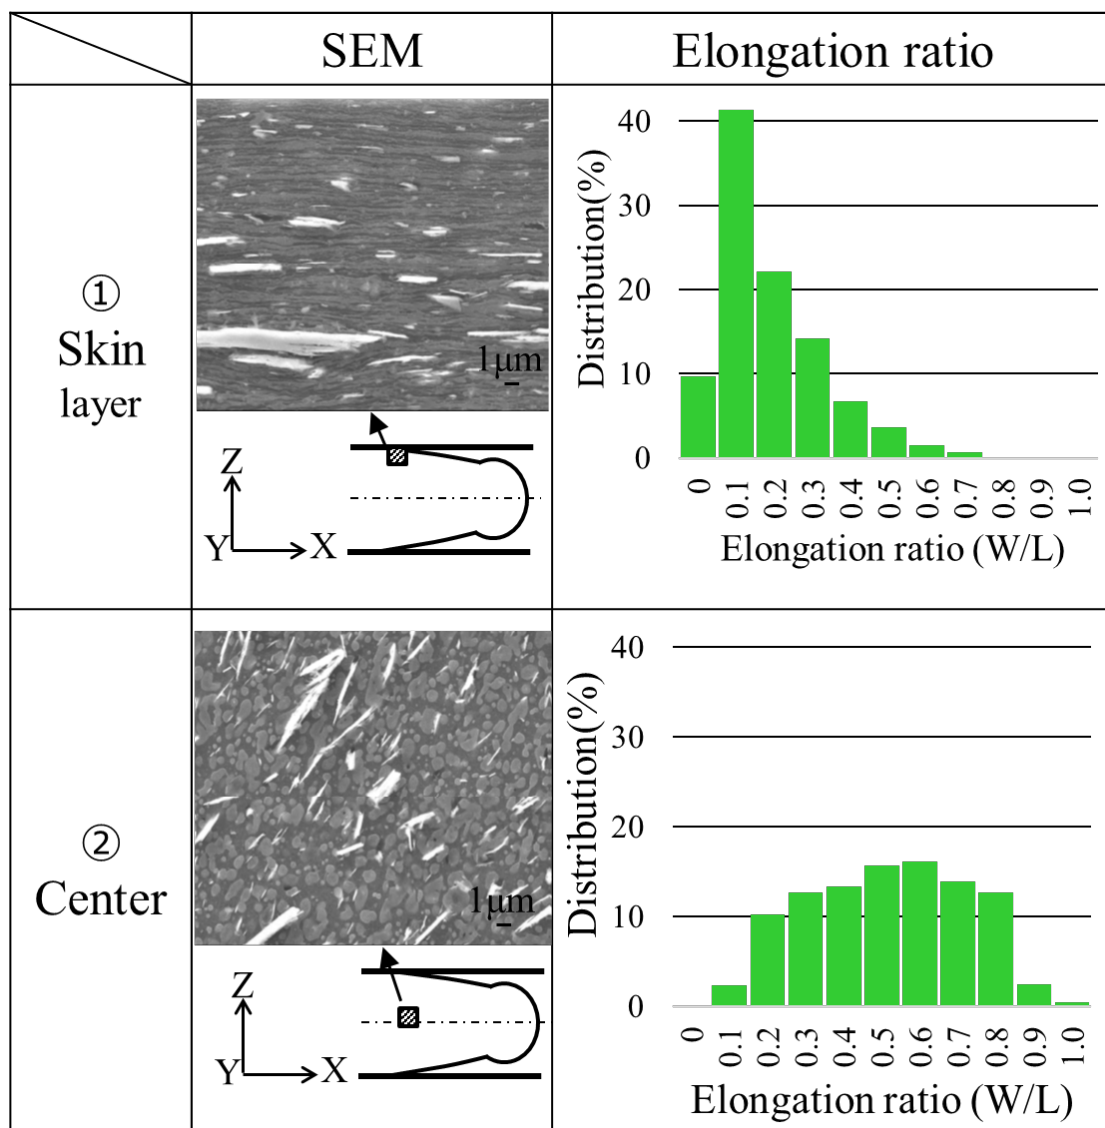 SEM
Elongation ratio
①
Skin
layer
1μm
Z
Y
X
Distribution(%)
40
30
20
10
0
0 0.1 0.2 0.3 0.4 0.5 0.6 0.7 0.8 0.9 1.0
Elongation ratio (W/L)
②
Center
1μm
Z
Y
X
Distribution(%)
40
30
20
10
0
0 0.1 0.2 0.3 0.4 0.5 0.6 0.7 0.8 0.9 1.0
Elongation ratio (W/L)